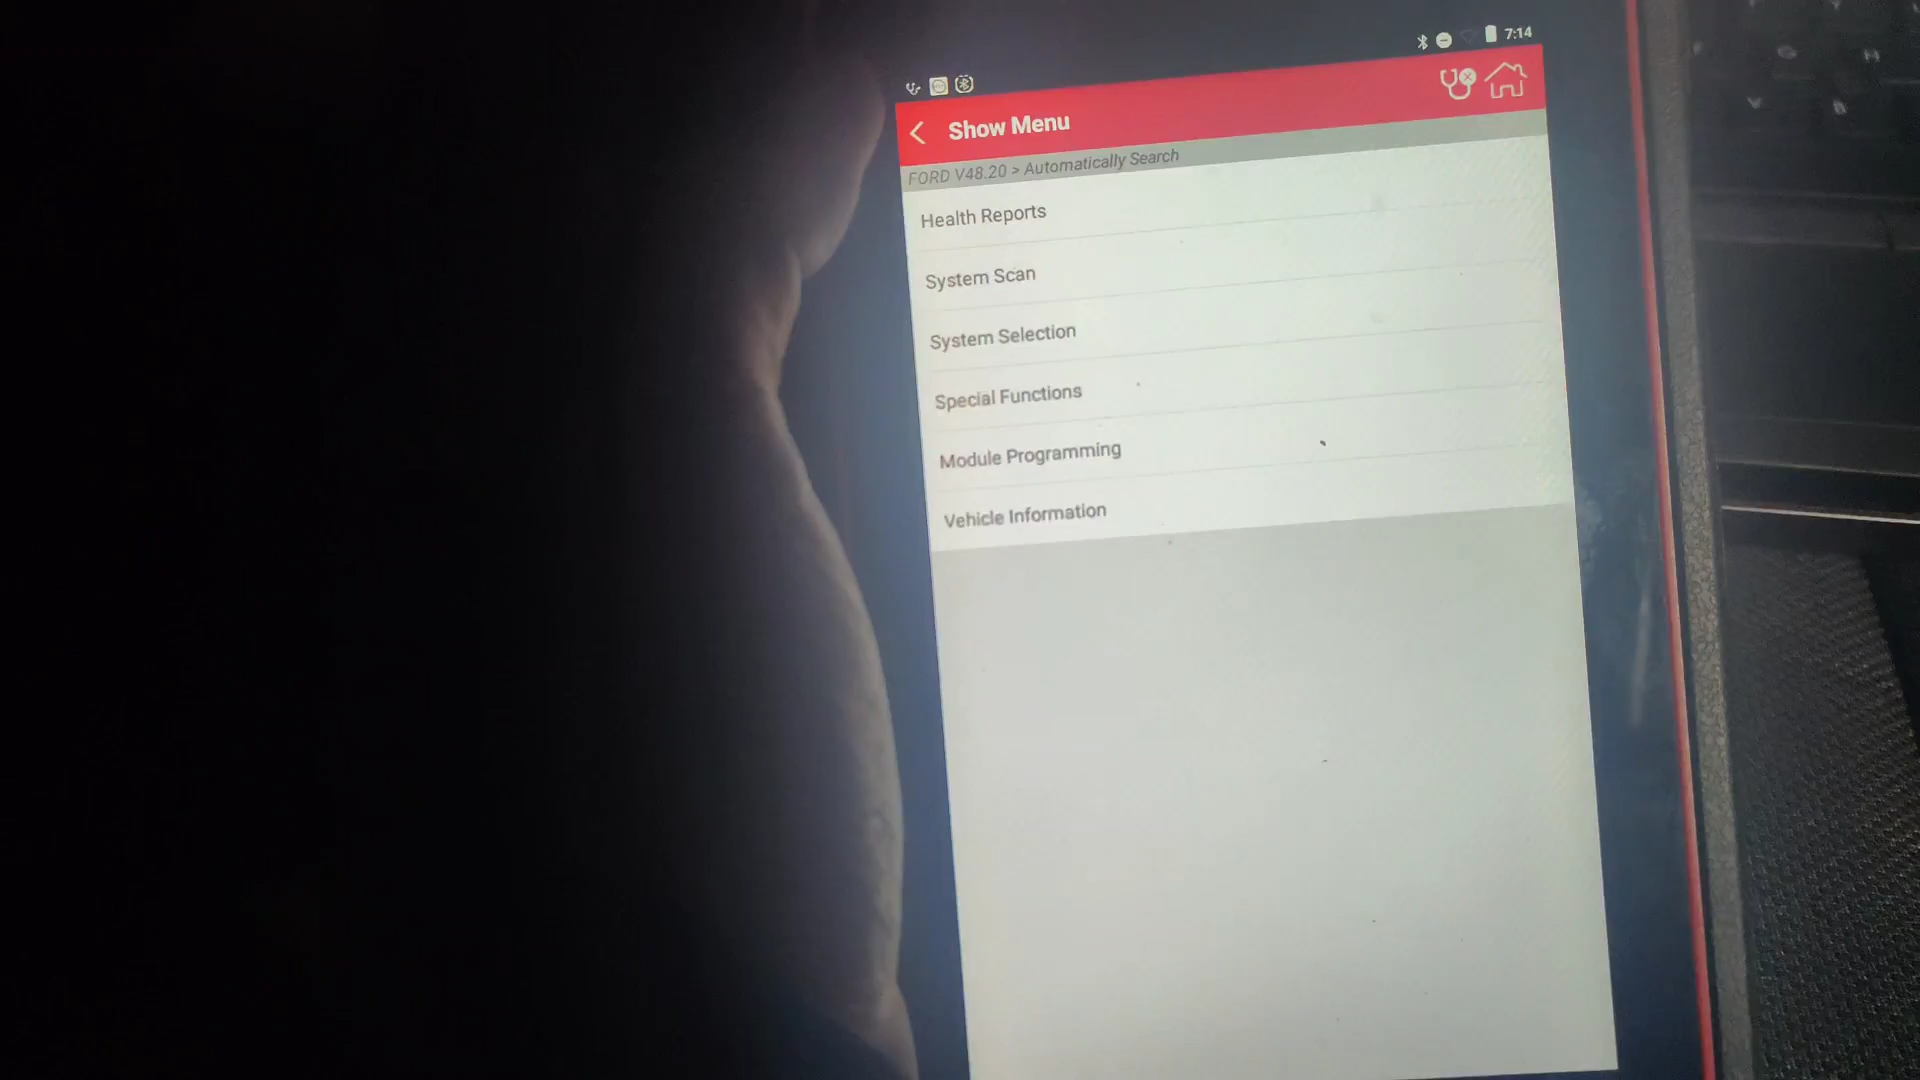 7:14
Show Menu
FORD V48.20 > Automatically Search
Health Reports
System Scan
System Selection
Special Functions
Module Programming
Vehicle Information